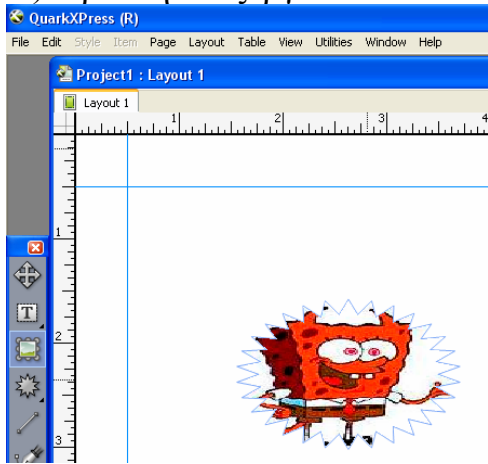 QuarkXPress (R)
File Edit Style Item Page Layout Table View Utilities Window Help
Project1 : Layout 1
Layout 1
1 2 3 4
1
T
2
3